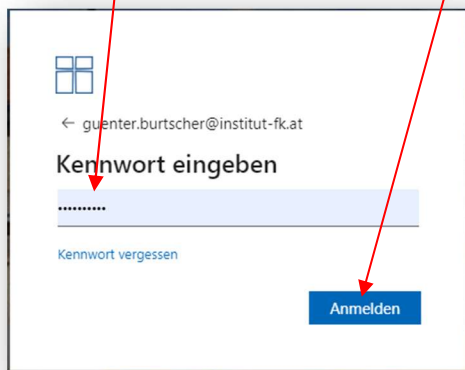 ← guenter.burtscher@institut-fk.at
Kennwort eingeben
••••••••••
Kennwort vergessen
Anmelden